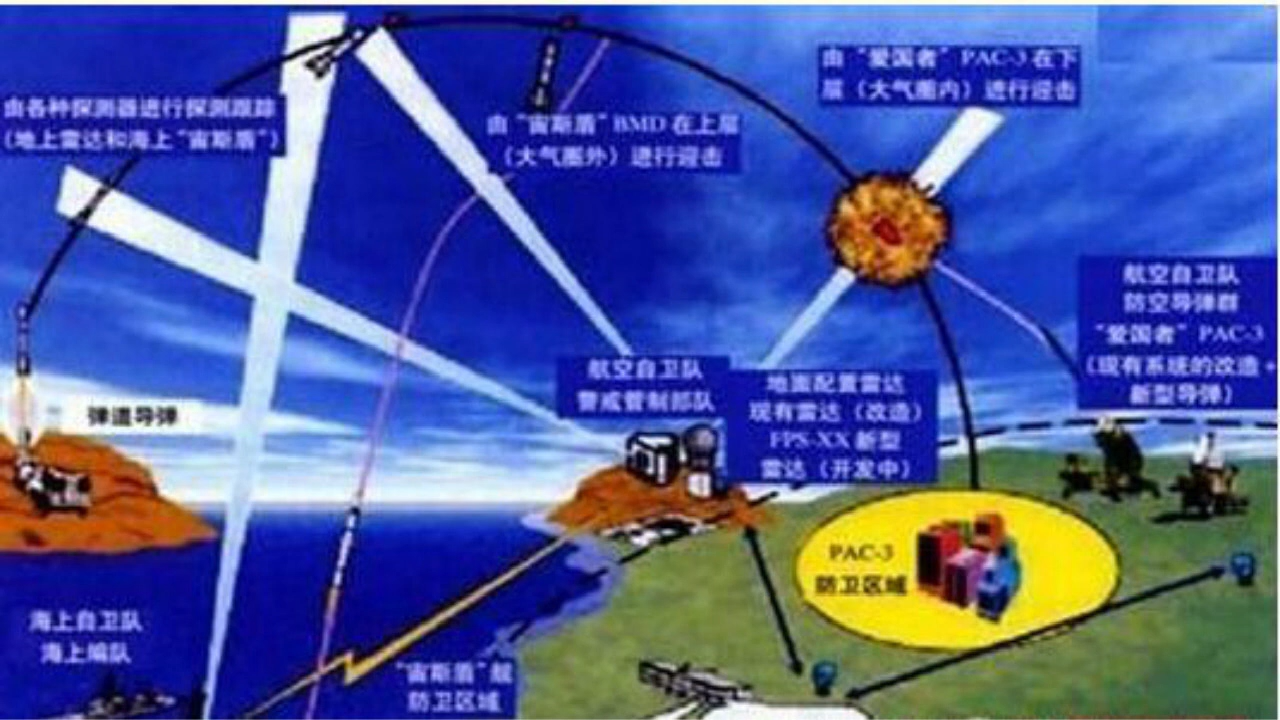 由各种探测器进行探测跟踪
(地上雷达和海上“宙斯盾”)
由“宙斯盾”BMD在上层
(大气圈外)进行迎击
由“爱国者”PAC-3在下
层(大气圈内)进行迎击
航空自卫队
防空导弹群
“爱国者”PAC-3
(现有系统的改造+
新型导弹)
航空自卫队
警戒管制部队
地面配置雷达
现有雷达(改造)
FPS-XX新型
雷达(开发中)
弹道导弹
PAC-3
防卫区域
海上自卫队
海上编队
“宙斯盾”舰
防卫区域